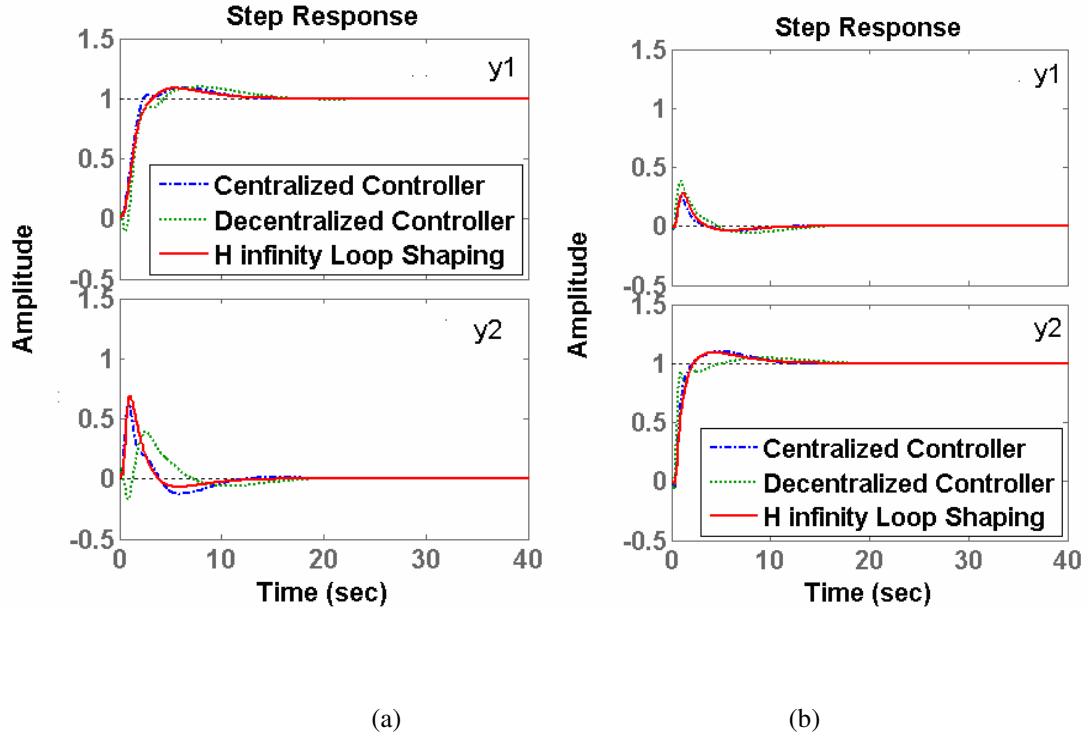 Step Response
1.5
y1
1
0.5
Centralized Controller
Decentralized Controller
H infinity Loop Shaping
0
-0.5
1.5
y2
1
0.5
0
-0.5
0
10
20
30
40
Time (sec)
Amplitude
(a)
Step Response
1.5
y1
1
0.5
0
-0.5
1.5
y2
1
0.5
Centralized Controller
Decentralized Controller
H infinity Loop Shaping
0
-0.5
0
10
20
30
40
Time (sec)
Amplitude
(b)